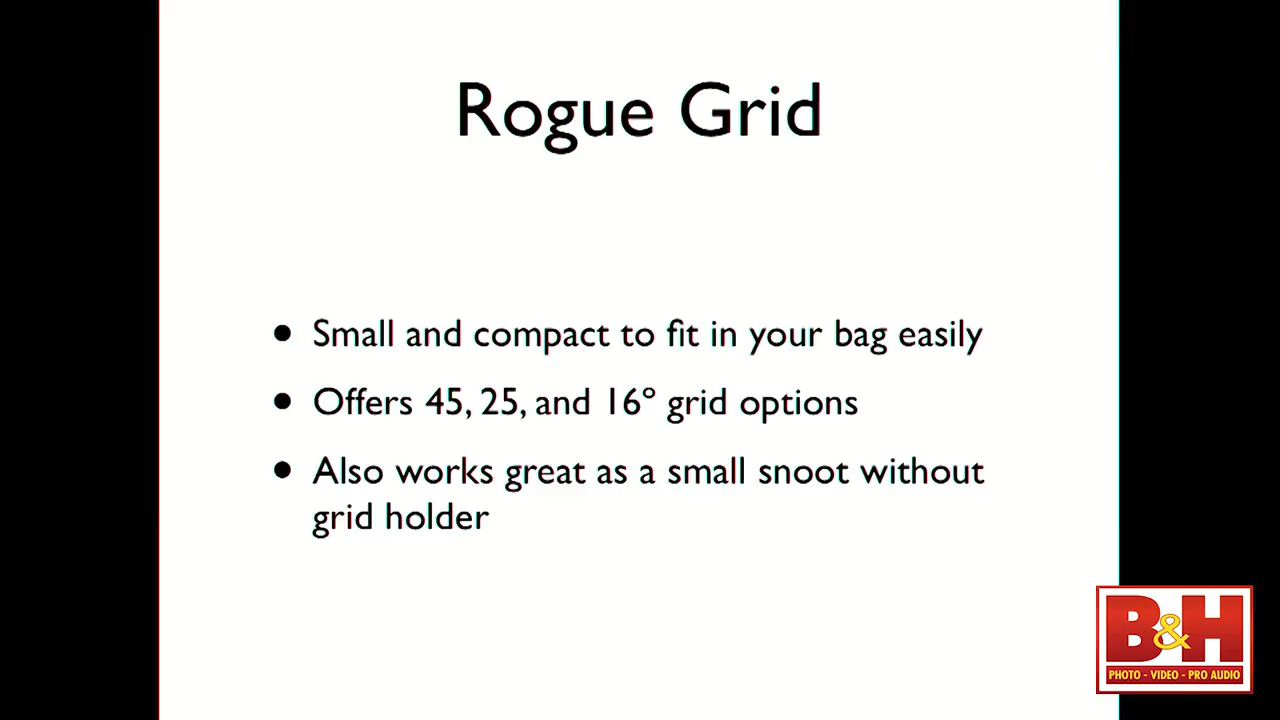 Rogue Grid
• Small and compact to fit in your bag easily
• Offers 45, 25, and 16º grid options
• Also works great as a small snoot without
grid holder
B&H
PHOTO - VIDEO - PRO AUDIO